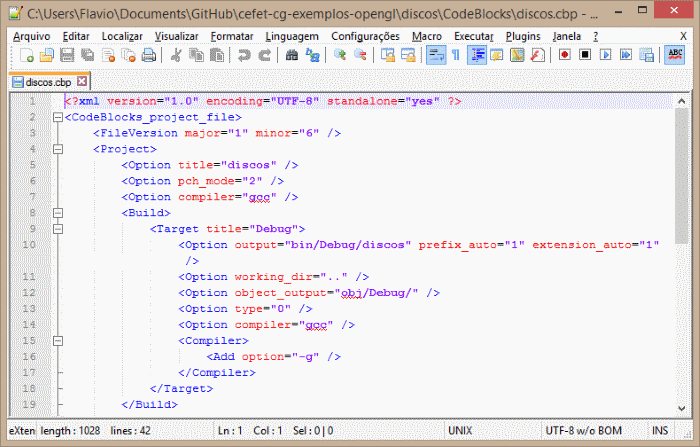 C:\Users\Flavio\Documents\GitHub\cefet-cg-exemplos-opengl\discos\CodeBlocks\discos.cbp - ...
Arquivo Editar Localizar Visualizar Formatar Linguagem Configurações Macro Executar Plugins Janela ? X
ABC
discos.cbp
1 <?xml version="1.0" encoding="UTF-8" standalone="yes" ?>
2 <CodeBlocks_project_file>
3 <FileVersion major="1" minor="6" />
4 <Project>
5 <Option title="discos" />
6 <Option pch_mode="2" />
7 <Option compiler="gcc" />
8 <Build>
9 <Target title="Debug">
10 <Option output="bin/Debug/discos" prefix_auto="1" extension_auto="1"
/>
11 <Option working_dir=".." />
12 <Option object_output="obj/Debug/" />
13 <Option type="0" />
14 <Option compiler="gcc" />
15 <Compiler>
16 <Add option="-g" />
17 </Compiler>
18 </Target>
19 </Build>
eXten length : 1028 lines : 42 Ln : 1 Col : 1 Sel : 0 | 0 UNIX UTF-8 w/o BOM INS